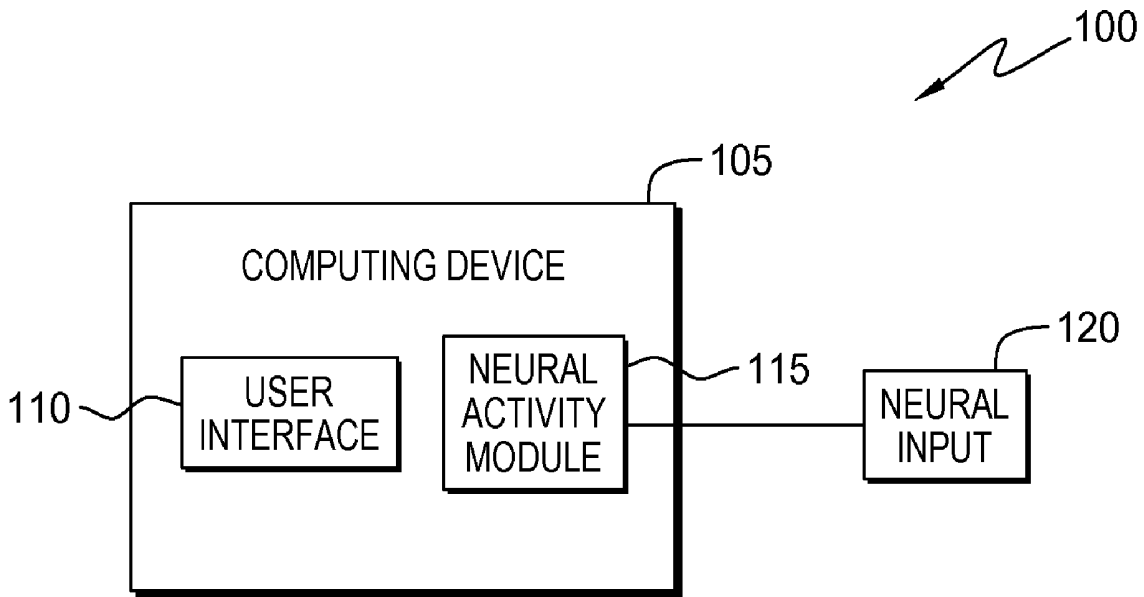 100
105
COMPUTING DEVICE
110
USER
INTERFACE
NEURAL
ACTIVITY
MODULE
115
120
NEURAL
INPUT